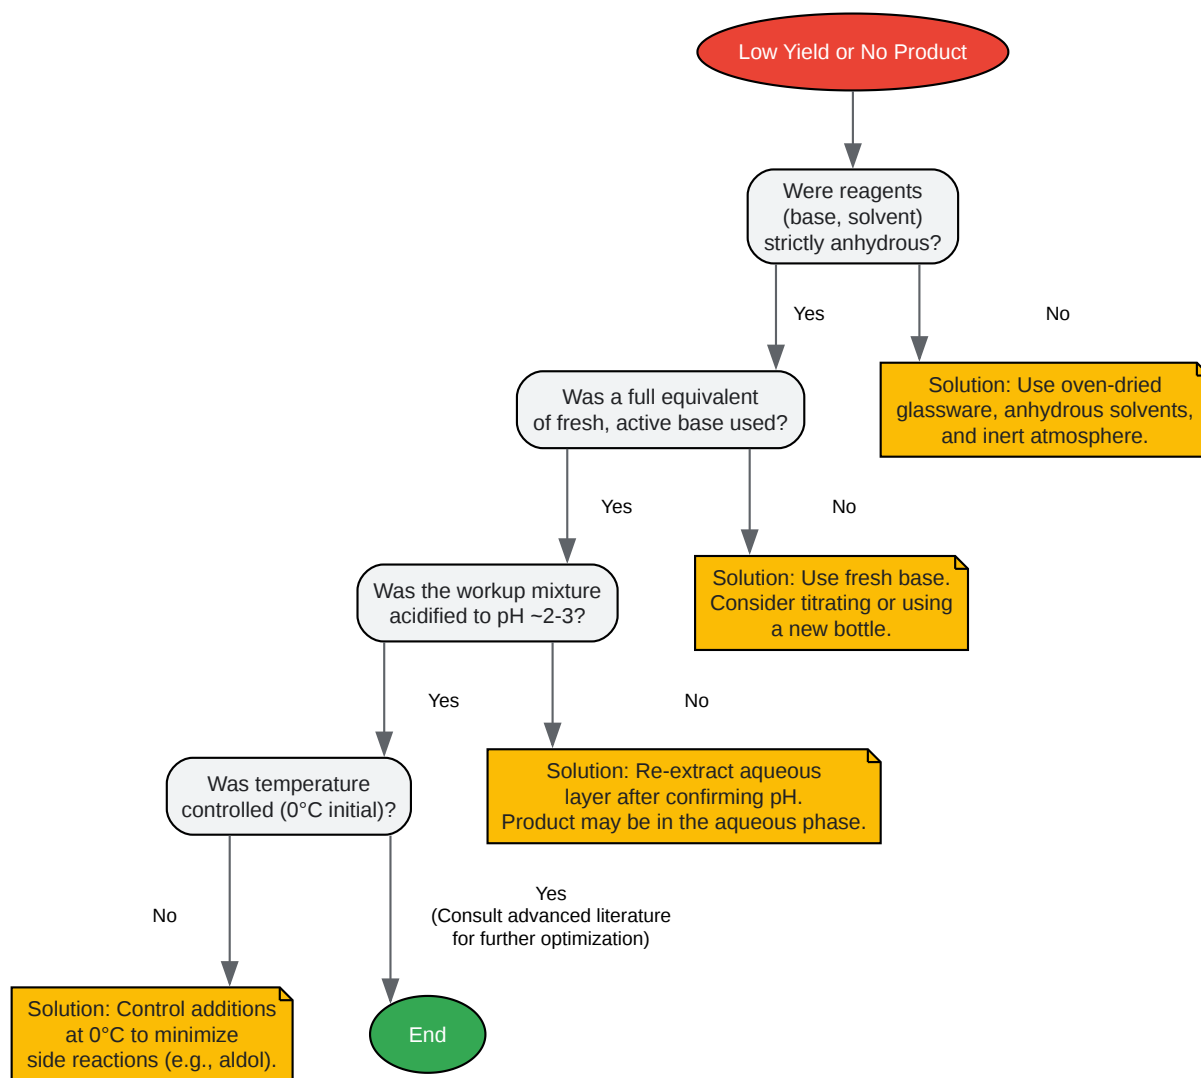 Low Yield or No Product
Were reagents
(base, solvent)
strictly anhydrous?
Yes
No
Was a full equivalent
of fresh, active base used?
Solution: Use oven-dried
glassware, anhydrous solvents,
and inert atmosphere.
Yes
No
Was the workup mixture
acidified to pH ~2-3?
Solution: Use fresh base.
Consider titrating or using
a new bottle.
Yes
No
Was temperature
controlled (0°C initial)?
Solution: Re-extract aqueous
layer after confirming pH.
Product may be in the aqueous phase.
No
Yes
(Consult advanced literature
for further optimization)
Solution: Control additions
at 0°C to minimize
side reactions (e.g., aldol).
End